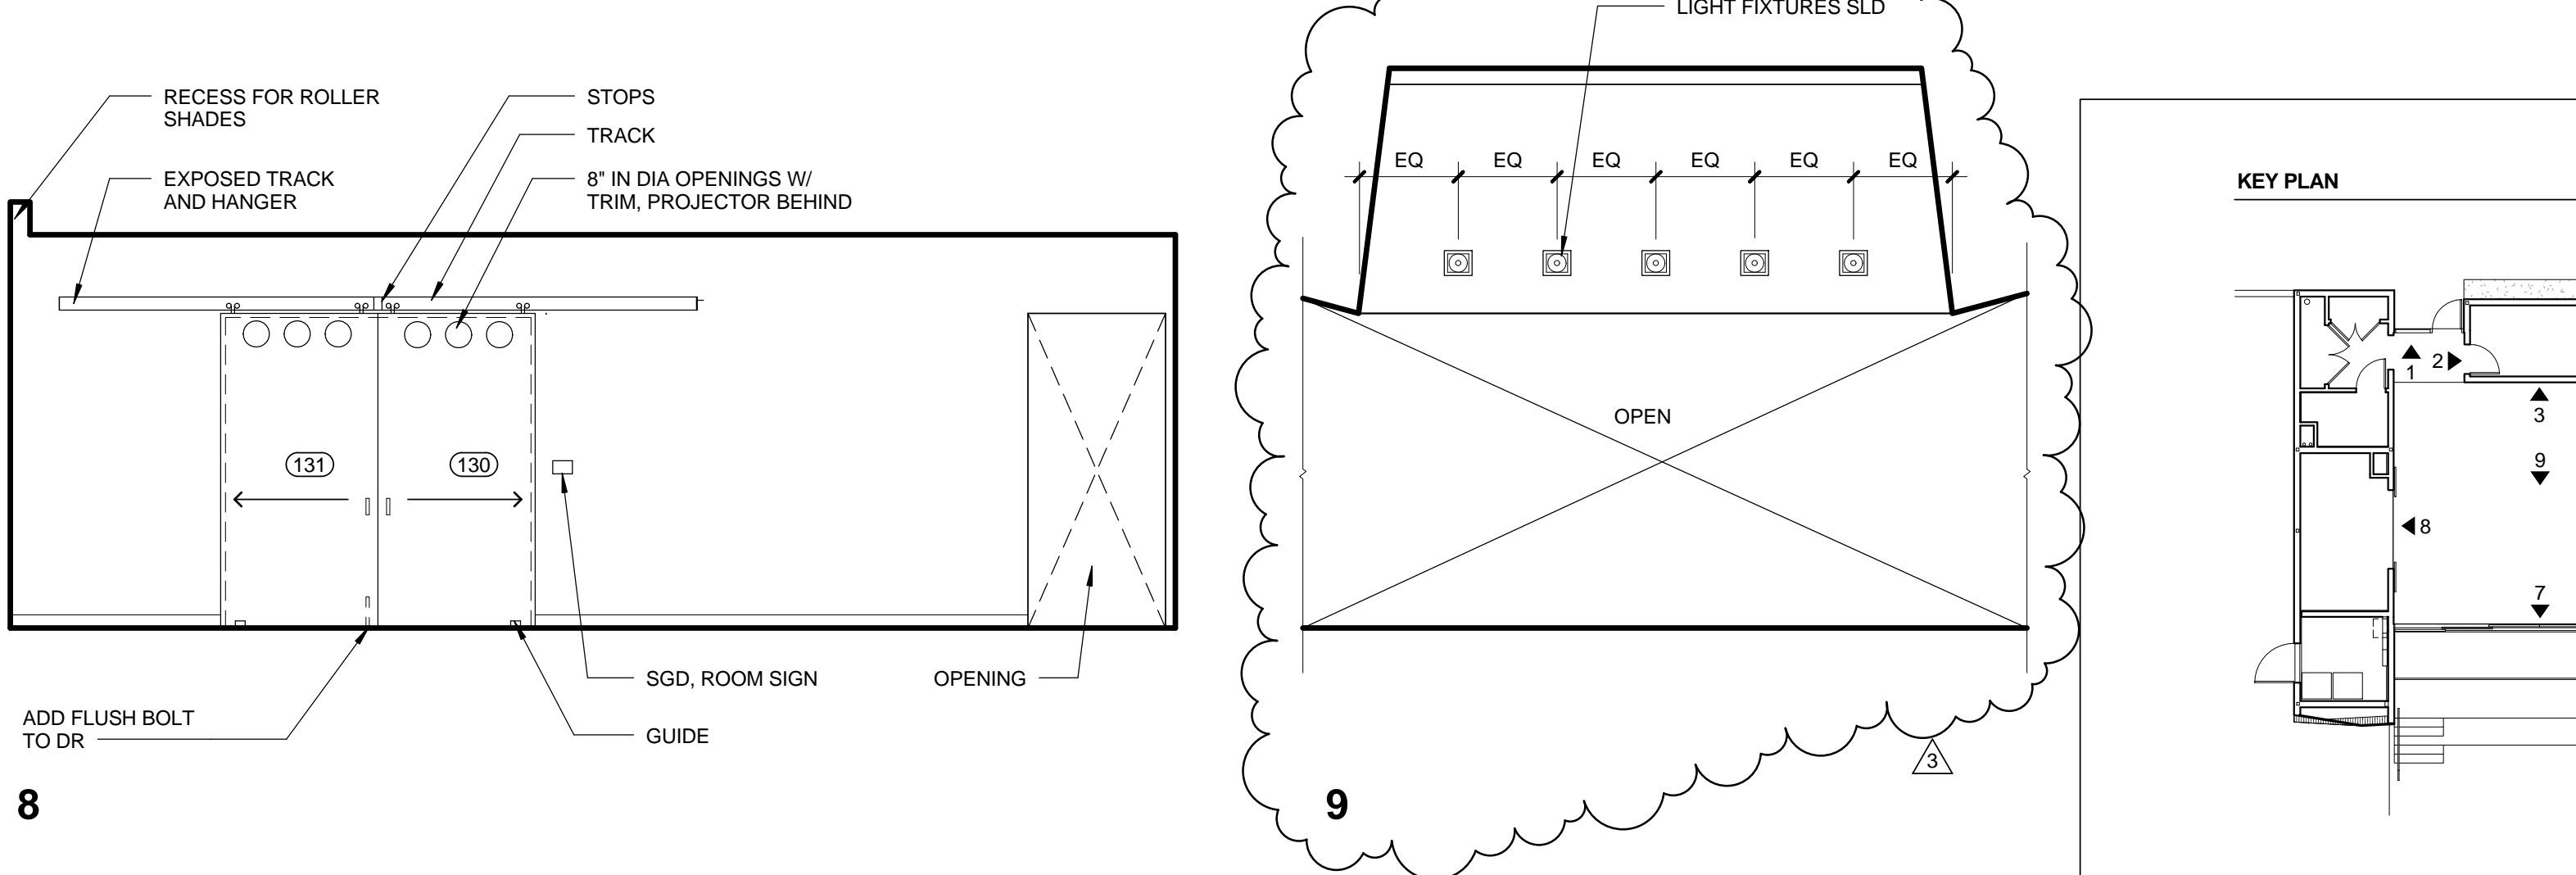 RECESS FOR ROLLER
SHADES
EXPOSED TRACK
AND HANGER
STOPS
TRACK
8" IN DIA OPENINGS W/
TRIM, PROJECTOR BEHIND
131
130
SGD, ROOM SIGN
OPENING
ADD FLUSH BOLT
TO DR
GUIDE
8
LIGHT FIXTURES SLD
EQ EQ EQ EQ EQ EQ
OPEN
3
9
KEY PLAN
1
2
3
9
8
7